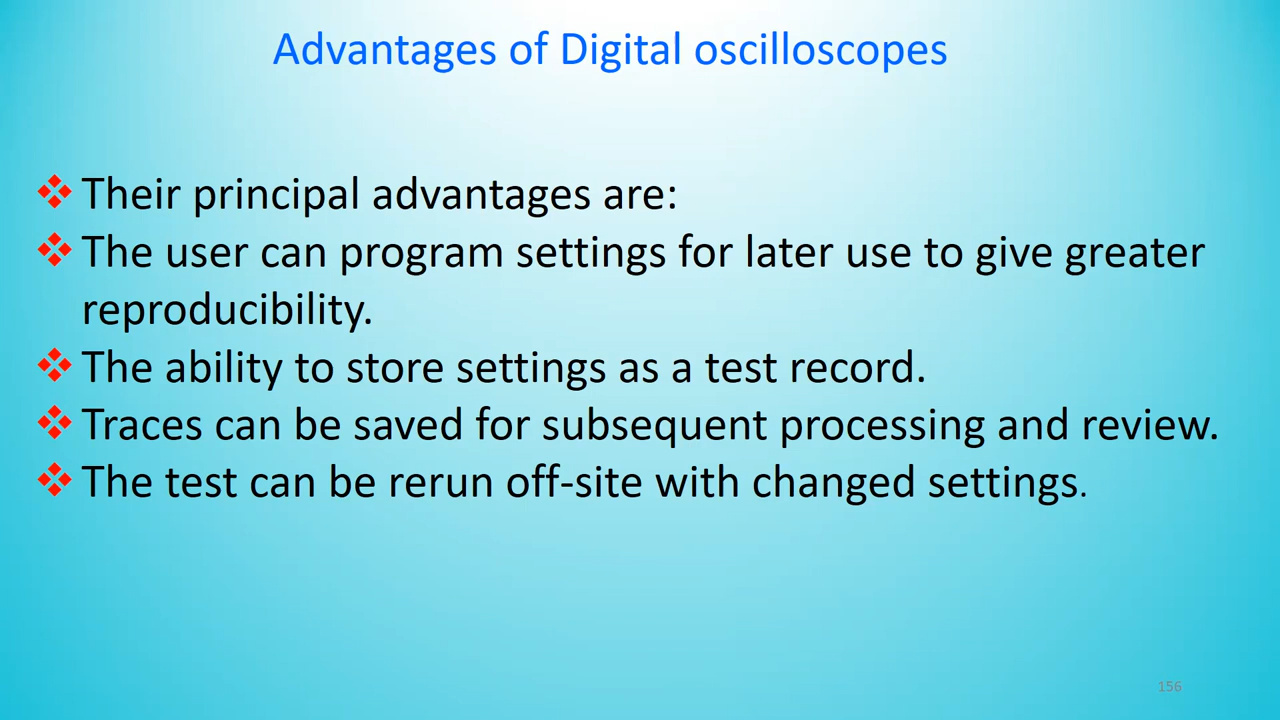 Advantages of Digital oscilloscopes
❖ Their principal advantages are:
❖ The user can program settings for later use to give greater
reproducibility.
❖ The ability to store settings as a test record.
❖ Traces can be saved for subsequent processing and review.
❖ The test can be rerun off-site with changed settings.
156